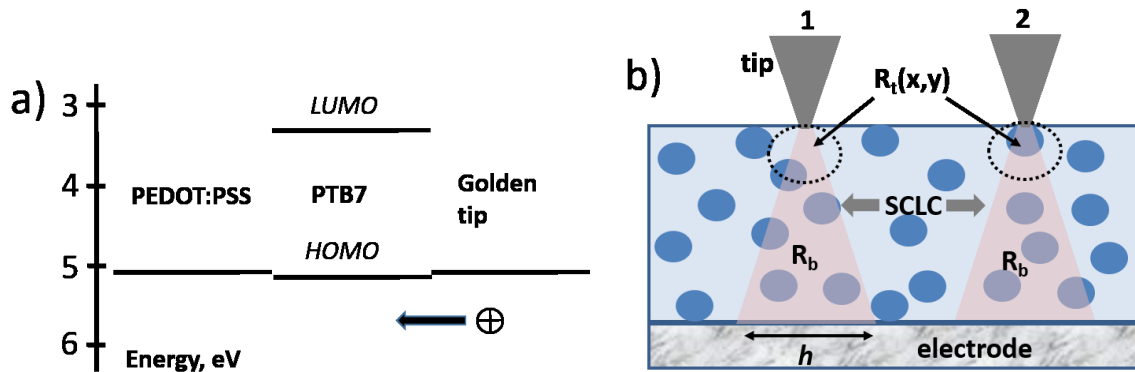 a)
3
4
5
6
LUMO
PEDOT:PSS
PTB7
Golden
tip
HOMO
Energy, eV
b)
1
2
tip
Rt(x,y)
SCLC
Rb
Rb
h
electrode